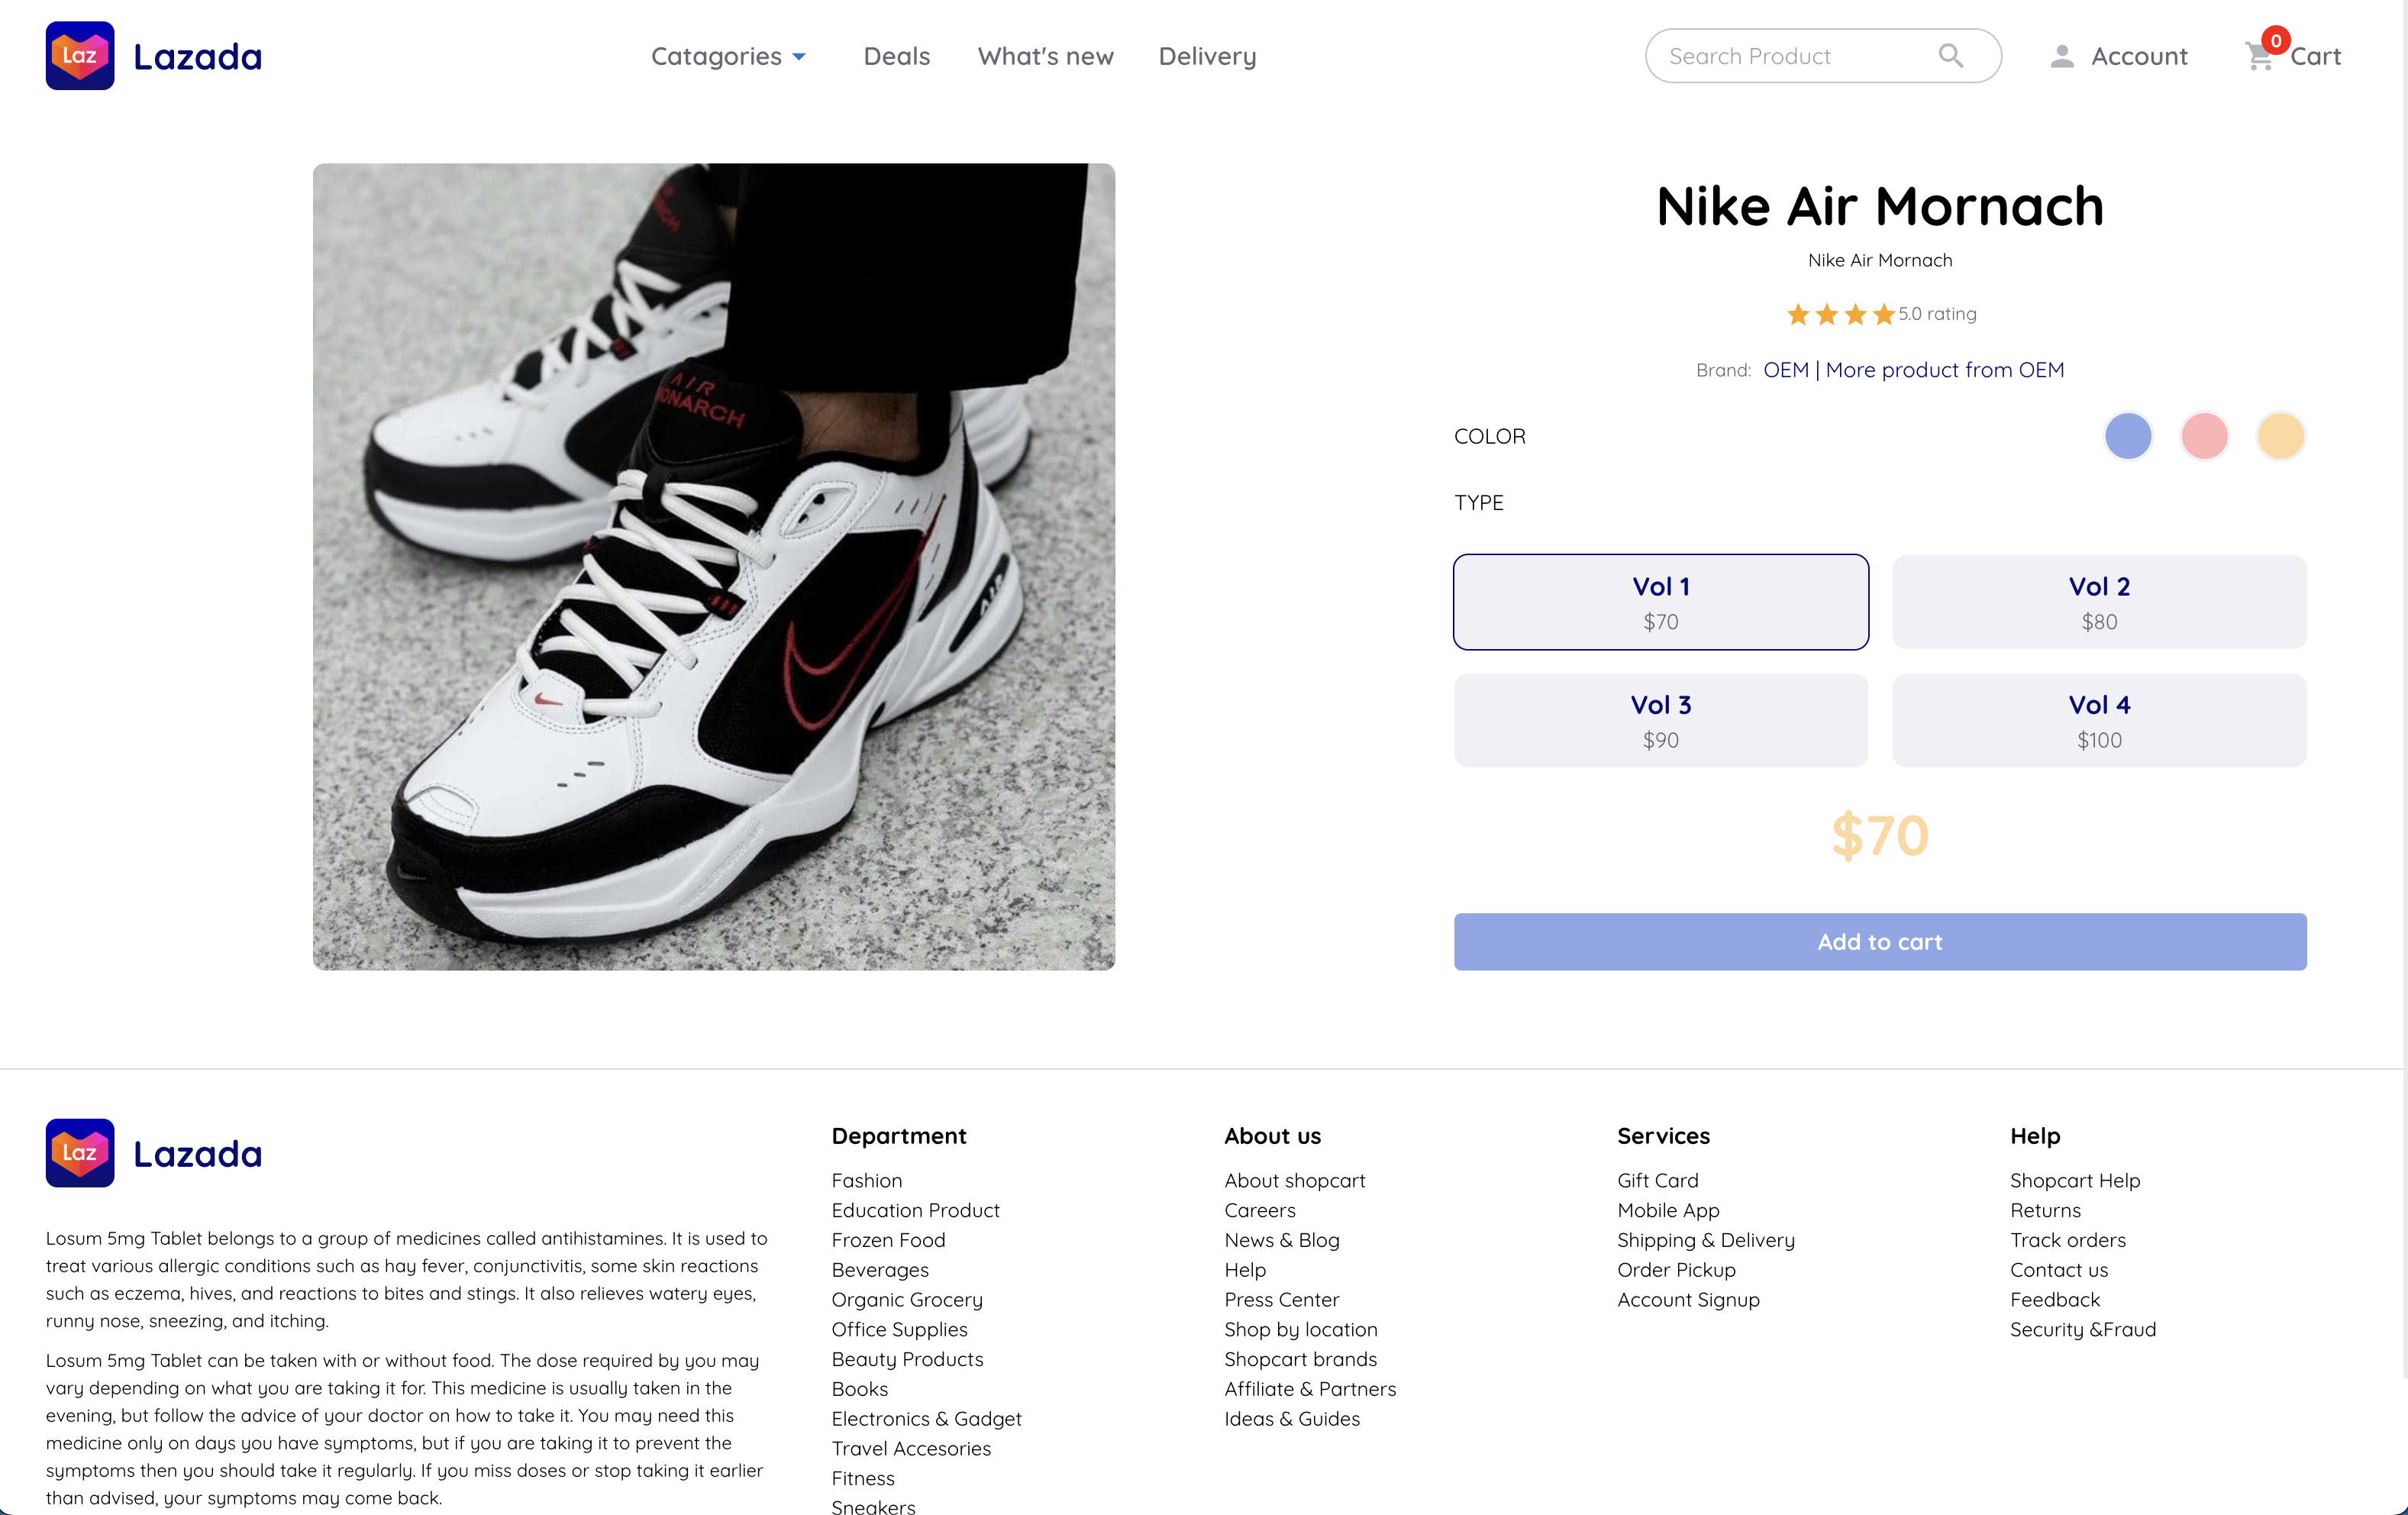 Laz Lazada
Catagories Deals What's new Delivery
Search Product
Account
0 Cart
AIR
MONARCH
Nike Air Mornach
Nike Air Mornach
5.0 rating
Brand: OEM | More product from OEM
COLOR
TYPE
Vol 1
$70
Vol 2
$80
Vol 3
$90
Vol 4
$100
$70
Add to cart
Laz Lazada
Losum 5mg Tablet belongs to a group of medicines called antihistamines. It is used to
treat various allergic conditions such as hay fever, conjunctivitis, some skin reactions
such as eczema, hives, and reactions to bites and stings. It also relieves watery eyes,
runny nose, sneezing, and itching.
Losum 5mg Tablet can be taken with or without food. The dose required by you may
vary depending on what you are taking it for. This medicine is usually taken in the
evening, but follow the advice of your doctor on how to take it. You may need this
medicine only on days you have symptoms, but if you are taking it to prevent the
symptoms then you should take it regularly. If you miss doses or stop taking it earlier
than advised, your symptoms may come back.
Department
Fashion
Education Product
Frozen Food
Beverages
Organic Grocery
Office Supplies
Beauty Products
Books
Electronics & Gadget
Travel Accesories
Fitness
Sneakers
About us
About shopcart
Careers
News & Blog
Help
Press Center
Shop by location
Shopcart brands
Affiliate & Partners
Ideas & Guides
Services
Gift Card
Mobile App
Shipping & Delivery
Order Pickup
Account Signup
Help
Shopcart Help
Returns
Track orders
Contact us
Feedback
Security &Fraud